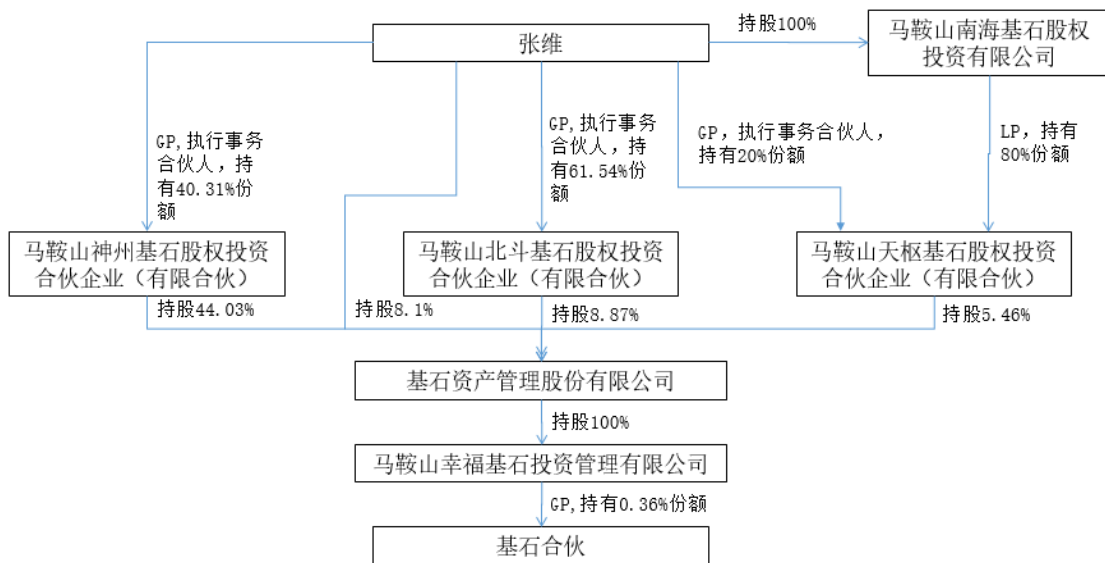 张维
持股100%
马鞍山南海基石股权
投资有限公司
GP,执行事务
合伙人，持
有40.31%份
额
GP,执行事务
合伙人，持
有61.54%份
额
GP，执行事务合伙人，
持有20%份额
LP，持有
80%份额
马鞍山神州基石股权投资
合伙企业（有限合伙）
马鞍山北斗基石股权投资
合伙企业（有限合伙）
马鞍山天枢基石股权投资
合伙企业（有限合伙）
持股44.03%
持股8.1%
持股8.87%
持股5.46%
基石资产管理股份有限公司
持股100%
马鞍山幸福基石投资管理有限公司
GP,持有0.36%份额
基石合伙